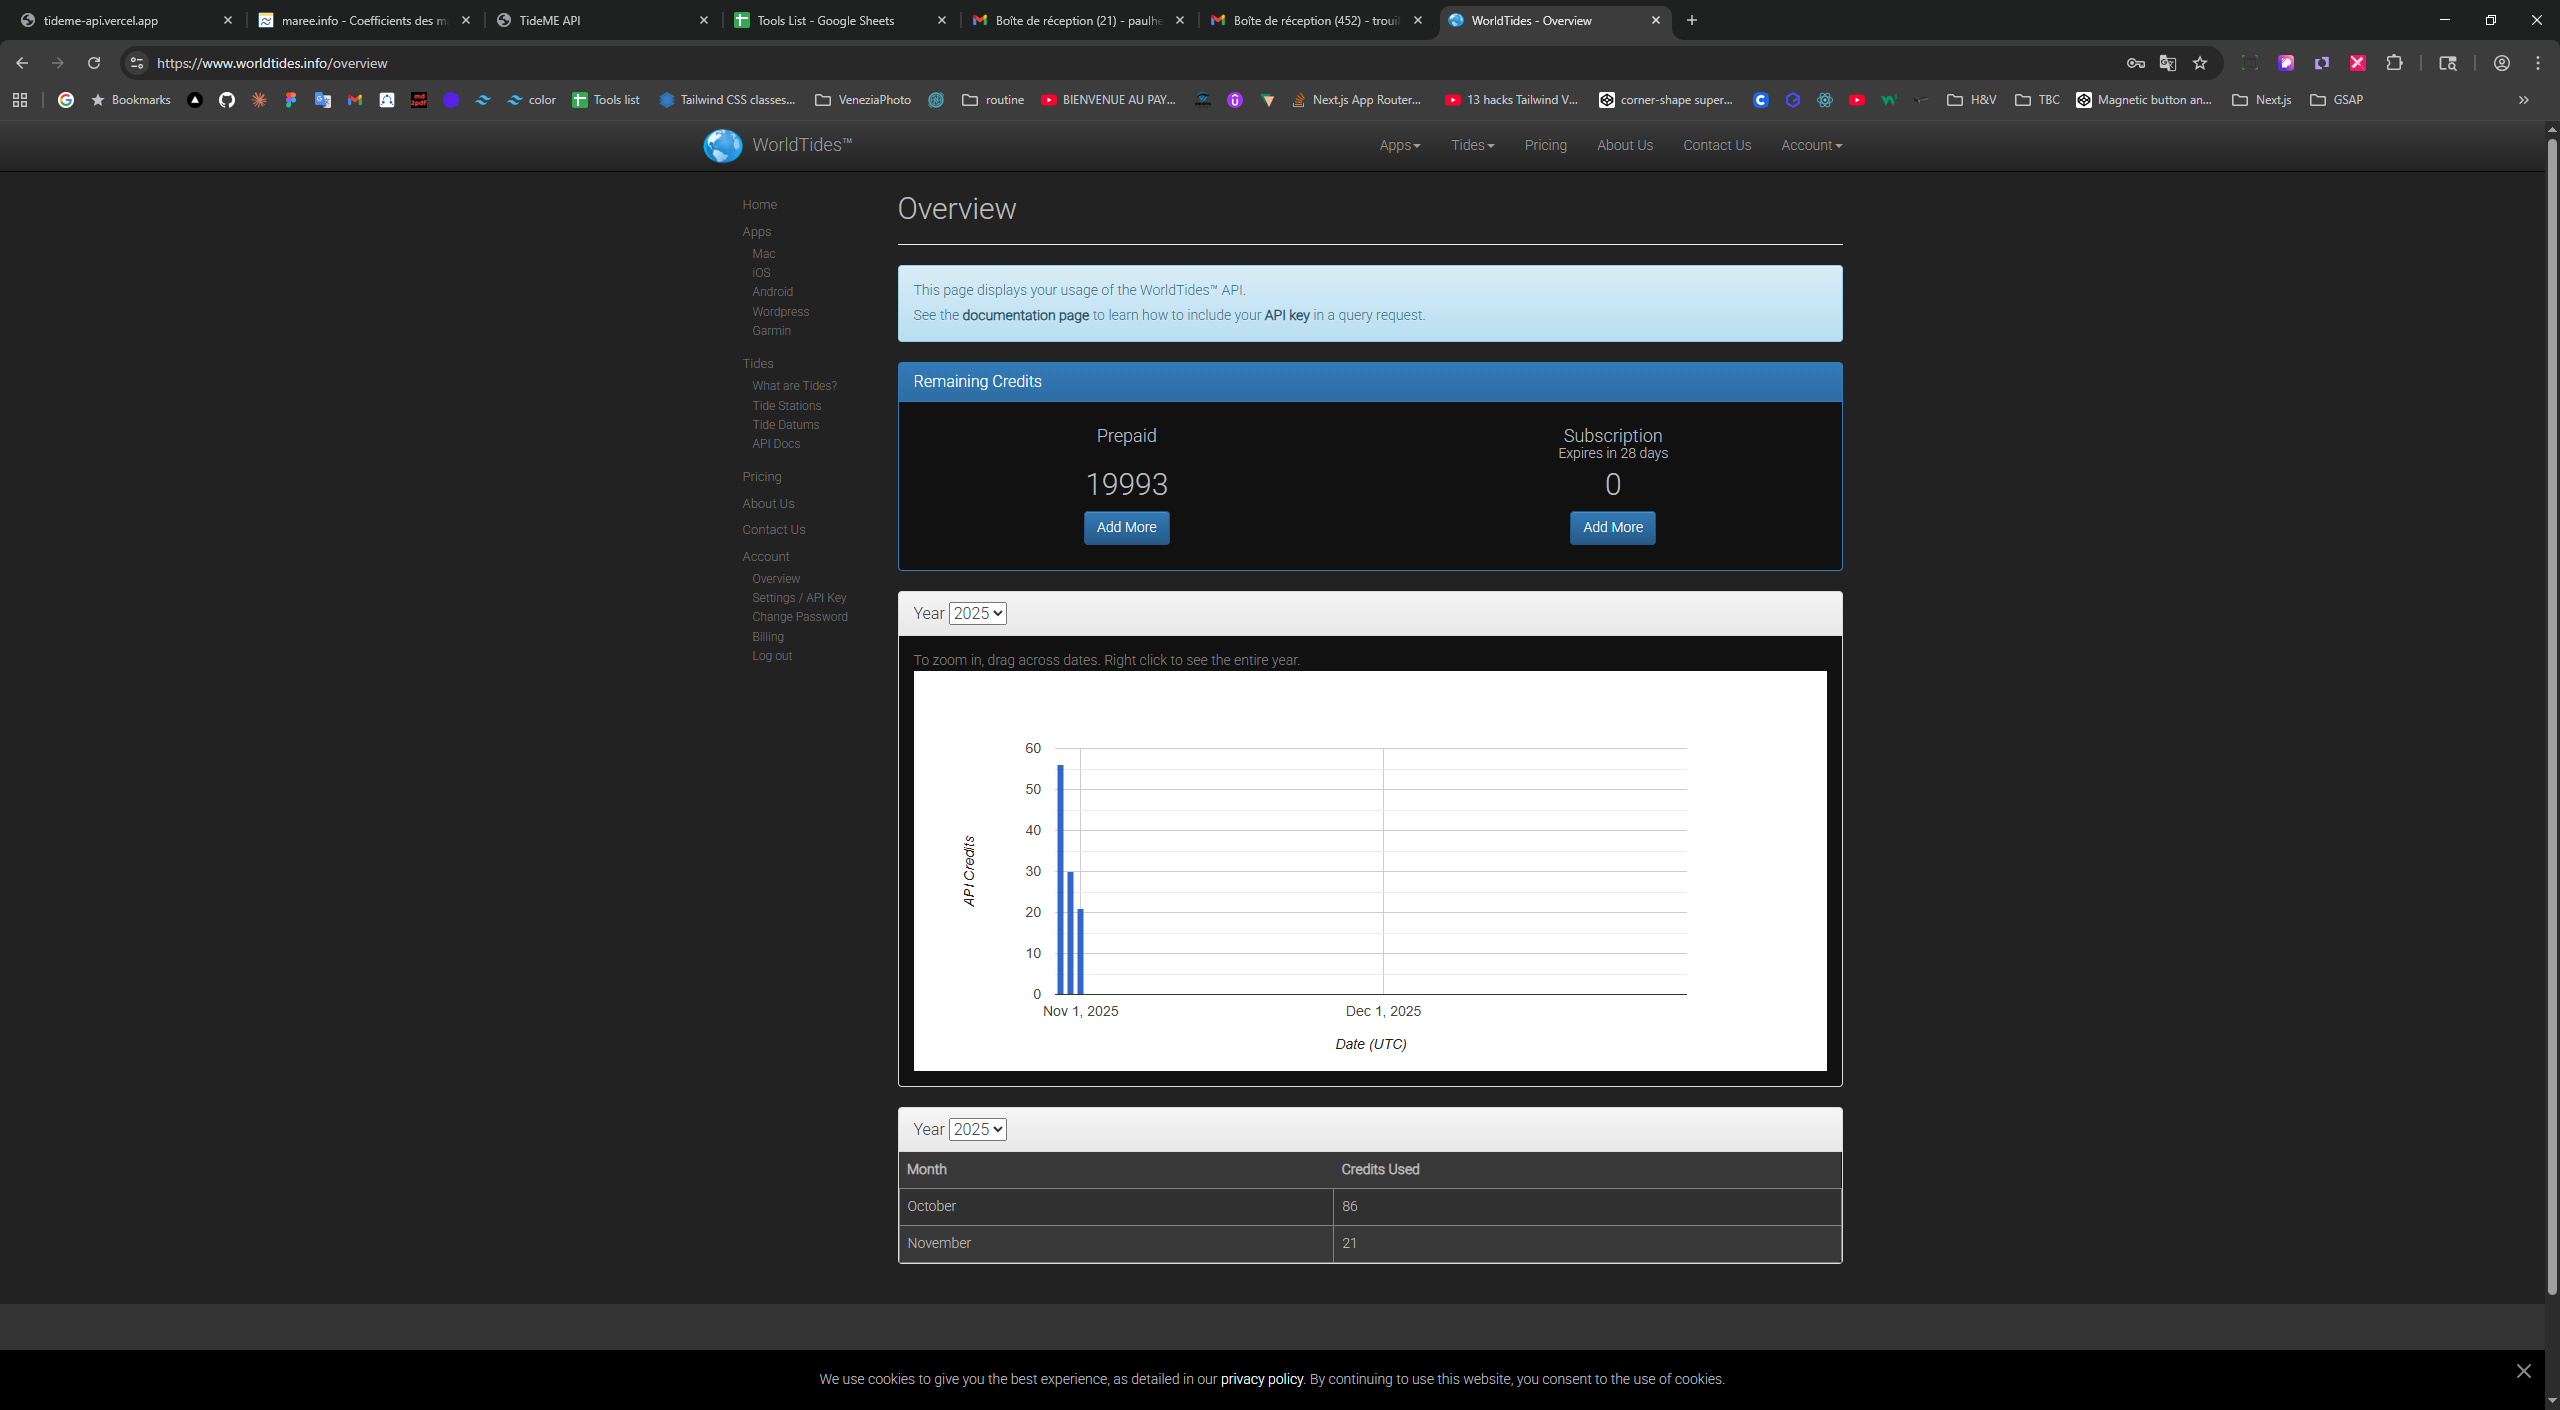 tideme-api.vercel.app
maree.info - Coefficients des m
TideME API
Tools List - Google Sheets
Boîte de réception (21) - paulhe
Boîte de réception (452) - trouil
WorldTides - Overview
https://www.worldtides.info/overview
Bookmarks
color
Tools list
Tailwind CSS classes...
VeneziaPhoto
routine
BIENVENUE AU PAY...
Next.js App Router...
13 hacks Tailwind V...
corner-shape super...
H&V
TBC
Magnetic button an...
Next.js
GSAP
WorldTides™
Apps
Tides
Pricing
About Us
Contact Us
Account
Home
Apps
Mac
iOS
Android
Wordpress
Garmin
Tides
What are Tides?
Tide Stations
Tide Datums
API Docs
Pricing
About Us
Contact Us
Account
Overview
Settings / API Key
Change Password
Billing
Log out
Overview
This page displays your usage of the WorldTides™ API.
See the documentation page to learn how to include your API key in a query request.
Remaining Credits
Prepaid
19993
Add More
Subscription
Expires in 28 days
0
Add More
Year 2025
To zoom in, drag across dates. Right click to see the entire year.
60
50
40
30
20
10
0
API Credits
Nov 1, 2025
Dec 1, 2025
Date (UTC)
Year 2025
Month Credits Used
October 86
November 21
We use cookies to give you the best experience, as detailed in our privacy policy. By continuing to use this website, you consent to the use of cookies.